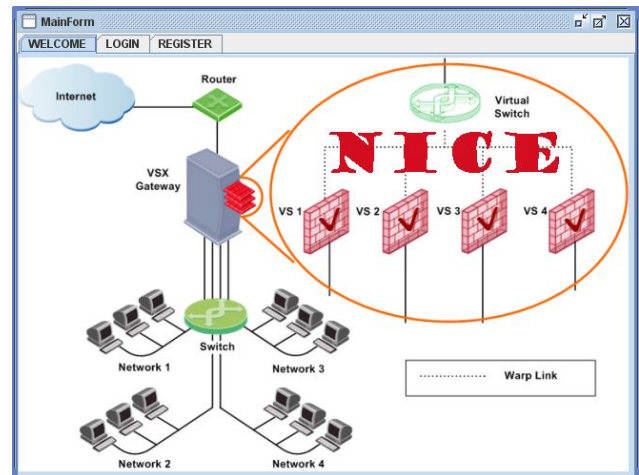 MainForm
WELCOME LOGIN REGISTER
Internet
Router
Virtual
Switch
NICE
VSX
Gateway
VS 1 VS 2 VS 3 VS 4
Switch
Network 1
Network 3
Warp Link
Network 2
Network 4